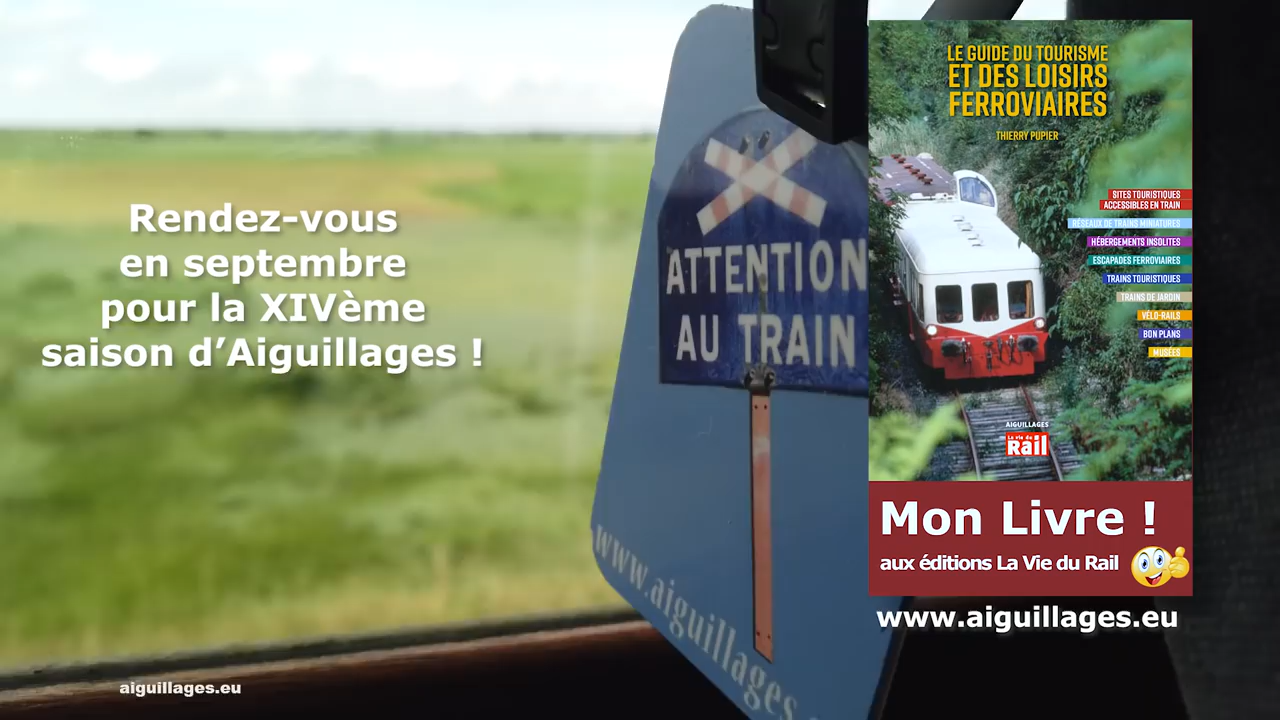 Rendez-vous
en septembre
pour la XIVème
saison d’Aiguillages !
ATTENTION
AU TRAIN
www.aiguillages.
LE GUIDE DU TOURISME
ET DES LOISIRS
FERROVIAIRES
THIERRY PUPIER
SITES TOURISTIQUES
ACCESSIBLES EN TRAIN
RÉSEAUX DE TRAINS MINIATURES
HÉBERGEMENTS INSOLITES
ESCAPADES FERROVIAIRES
TRAINS TOURISTIQUES
TRAINS DE JARDIN
VÉLO-RAILS
BON PLANS
MUSÉES
AIGUILLAGES
La vie du
Rail
Mon Livre !
aux éditions La Vie du Rail
www.aiguillages.eu
aiguillages.eu